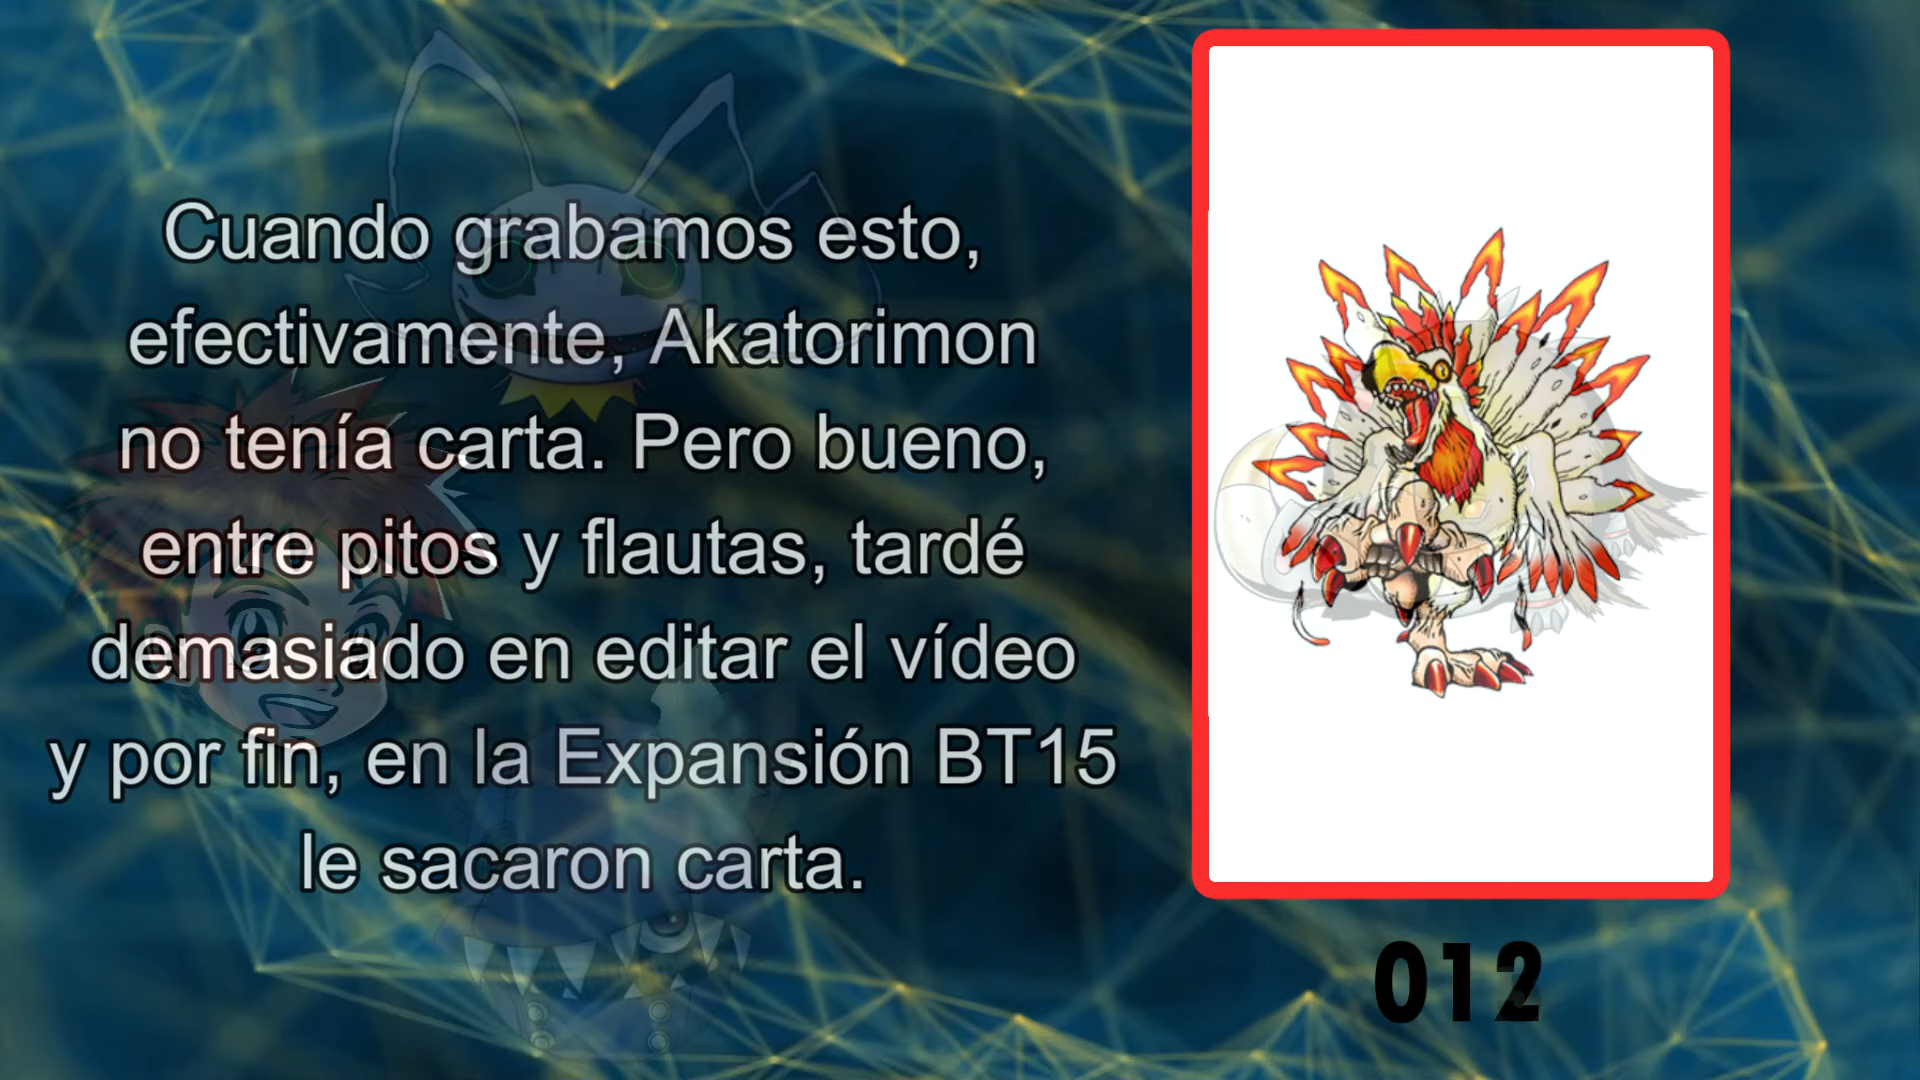 Cuando grabamos esto,
efectivamente, Akatorimon
no tenía carta. Pero bueno,
entre pitos y flautas, tardé
demasiado en editar el vídeo
y por fin, en la Expansión BT15
le sacaron carta.
012